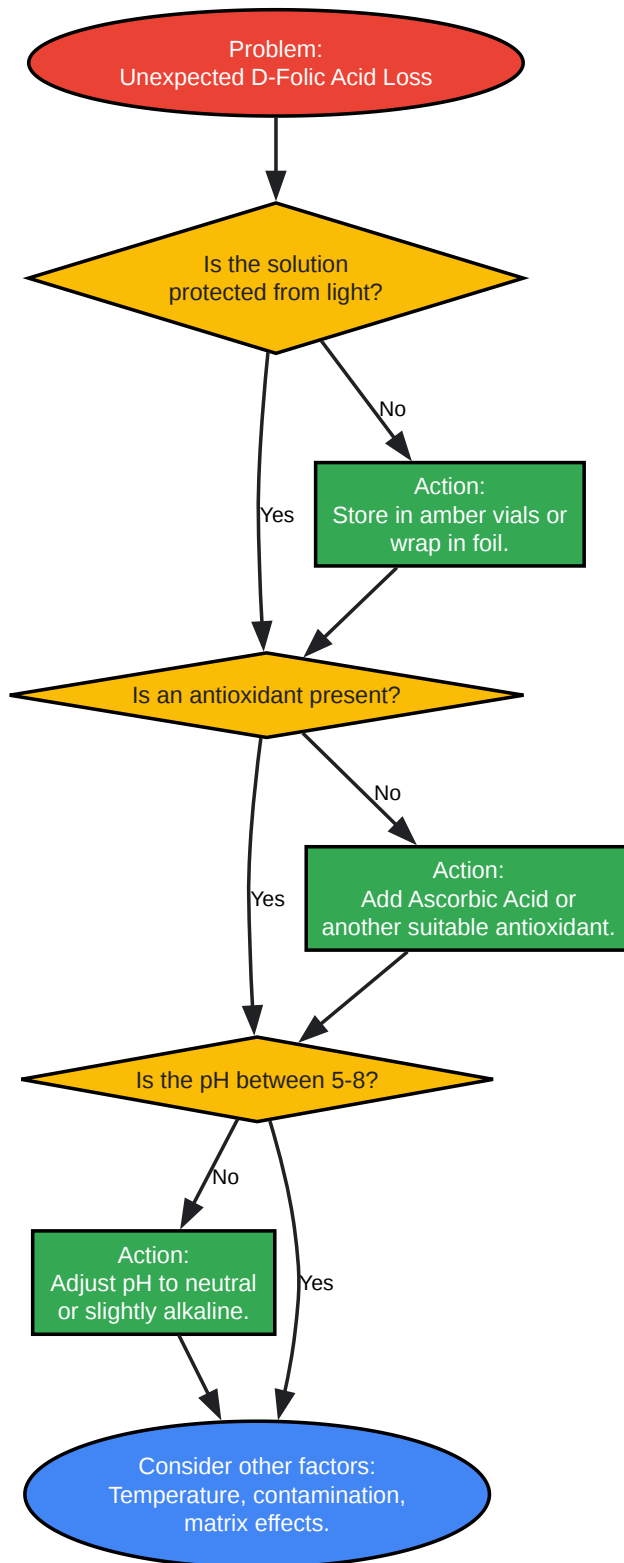 Problem:
Unexpected D-Folic Acid Loss
Is the solution
protected from light?
No
Action:
Store in amber vials or
wrap in foil.
Yes
Is an antioxidant present?
No
Action:
Add Ascorbic Acid or
another suitable antioxidant.
Yes
Is the pH between 5-8?
No
Action:
Adjust pH to neutral
or slightly alkaline.
Yes
Consider other factors:
Temperature, contamination,
matrix effects.